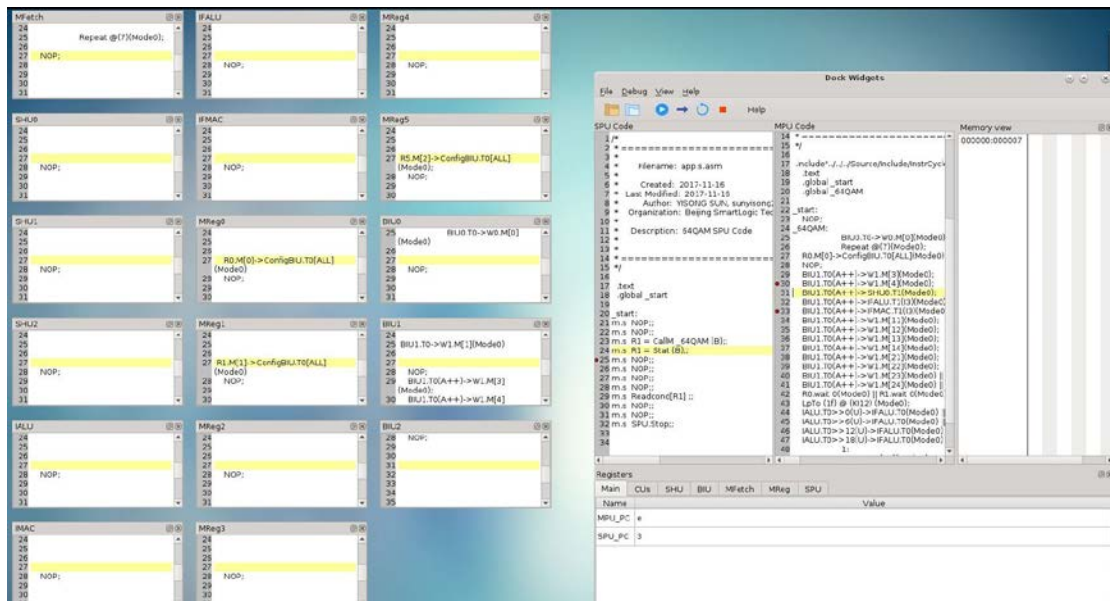 MFetch
24
25 Repeat @(7)(Mode0);
26
27 NOP;
28
29
30
31
IFALU
24
25
26
27
28 NOP;
29
30
31
MReg4
24
25
26
27
28 NOP;
29
30
31
SHU0
24
25
26
27
28 NOP;
29
30
31
IFMAC
24
25
26
27
28 NOP;
29
30
31
MReg5
24
25
26
27 R5.M[2]->ConfigBIU.T0[ALL]
(Mode0);
28 NOP;
29
30
SHU1
24
25
26
27
28 NOP;
29
30
31
MReg0
24
25
26
27 R0.M[0]->ConfigBIU.T0[ALL]
(Mode0)
28 NOP;
29
30
BIU0
25 BIU0.T0->W0.M[0]
(Mode0)
26
27
28 NOP;
29
30
31
SHU2
24
25
26
27
28 NOP;
29
30
31
MReg1
24
25
26
27 R1.M[1]->ConfigBIU.T0[ALL]
(Mode0)
28 NOP;
29
30
BIU1
24
25 BIU1.T0->W1.M[1](Mode0)
26
27
28 NOP;
29 BIU1.T0(A++)->W1.M[3]
(Mode0);
30 BIU1.T0(A++)->W1.M[4]
IALU
24
25
26
27
28 NOP;
29
30
31
MReg2
24
25
26
27
28 NOP;
29
30
31
BIU2
28 NOP;
29
30
31
32
33
34
35
IMAC
24
25
26
27
28 NOP;
29
30
MReg3
24
25
26
27
28 NOP;
29
30
31
Dock Widgets
File Debug View Help
Help
SPU Code
1 /*
2 *
3 *
4 * Filename: app.s.asm
5 *
6 * Created: 2017-11-16
7 * Last Modified: 2017-11-16
8 * Author: YISONG SUN, sunyisong
9 * Organization: Beijing SmartLogic Tec
10 *
11 * Description: 64QAM SPU Code
12 *
13 *
14 *
15 */
16
17 .text
18 .global _start
19
20 _start:
21 m.s NOP;;
22 m.s NOP;;
23 m.s R1 = CallM _64QAM (B);
24 m.s R1 = Stat (B);;
25 m.s NOP;;
26 m.s NOP;;
27 m.s NOP;;
28 m.s NOP;;
29 m.s Readcond[R1] ;;
30 m.s NOP;;
31 m.s NOP;;
32 m.s SPU.Stop;;
33
34
MPU Code
14 *
15 */
16
17 .include"../../../Source/Include/InstrCycl
18 .text
19 .global _start
20 .global _64QAM
21
22 _start:
23 NOP;
24 _64QAM:
25 BIU0.T0->W0.M[0](Mode0)
26 Repeat @(7)(Mode0);
27 R0.M[0]->ConfigBIU.T0[ALL](Mode0)
28 NOP;
29 BIU1.T0(A++)->W1.M[3](Mode0);
30 BIU1.T0(A++)->W1.M[4](Mode0);
31 BIU1.T0(A++)->SHU0.T1(Mode0);
32 BIU1.T0(A++)->IFALU.T1(I3)(Mode0
33 BIU1.T0(A++)->IFMAC.T1(I3)(Mode0
34 BIU1.T0(A++)->W1.M[11](Mode0);
35 BIU1.T0(A++)->W1.M[12](Mode0);
36 BIU1.T0(A++)->W1.M[13](Mode0);
37 BIU1.T0(A++)->W1.M[14](Mode0);
38 BIU1.T0(A++)->W1.M[21](Mode0);
39 BIU1.T0(A++)->W1.M[22](Mode0);
40 BIU1.T0(A++)->W1.M[23](Mode0) ||
41 BIU1.T0(A++)->W1.M[24](Mode0) ||
42 R0.wait 0(Mode0) || R1.wait 0(Mode0
43 LpTo (1f) @ (KI12) (Mode0);
44 IALU.T0>>0(U)->IFALU.T0(Mode0) ||
45 IALU.T0>>6(U)->IFALU.T0(Mode0) ||
46 IALU.T0>>12(U)->IFALU.T0(Mode0)
47 IALU.T0>>18(U)->IFALU.T0(Mode0)
1:
Memory view
000000:000007
Registers
Main CUs SHU BIU MFetch MReg SPU
Name Value
MPU_PC e
SPU_PC 3